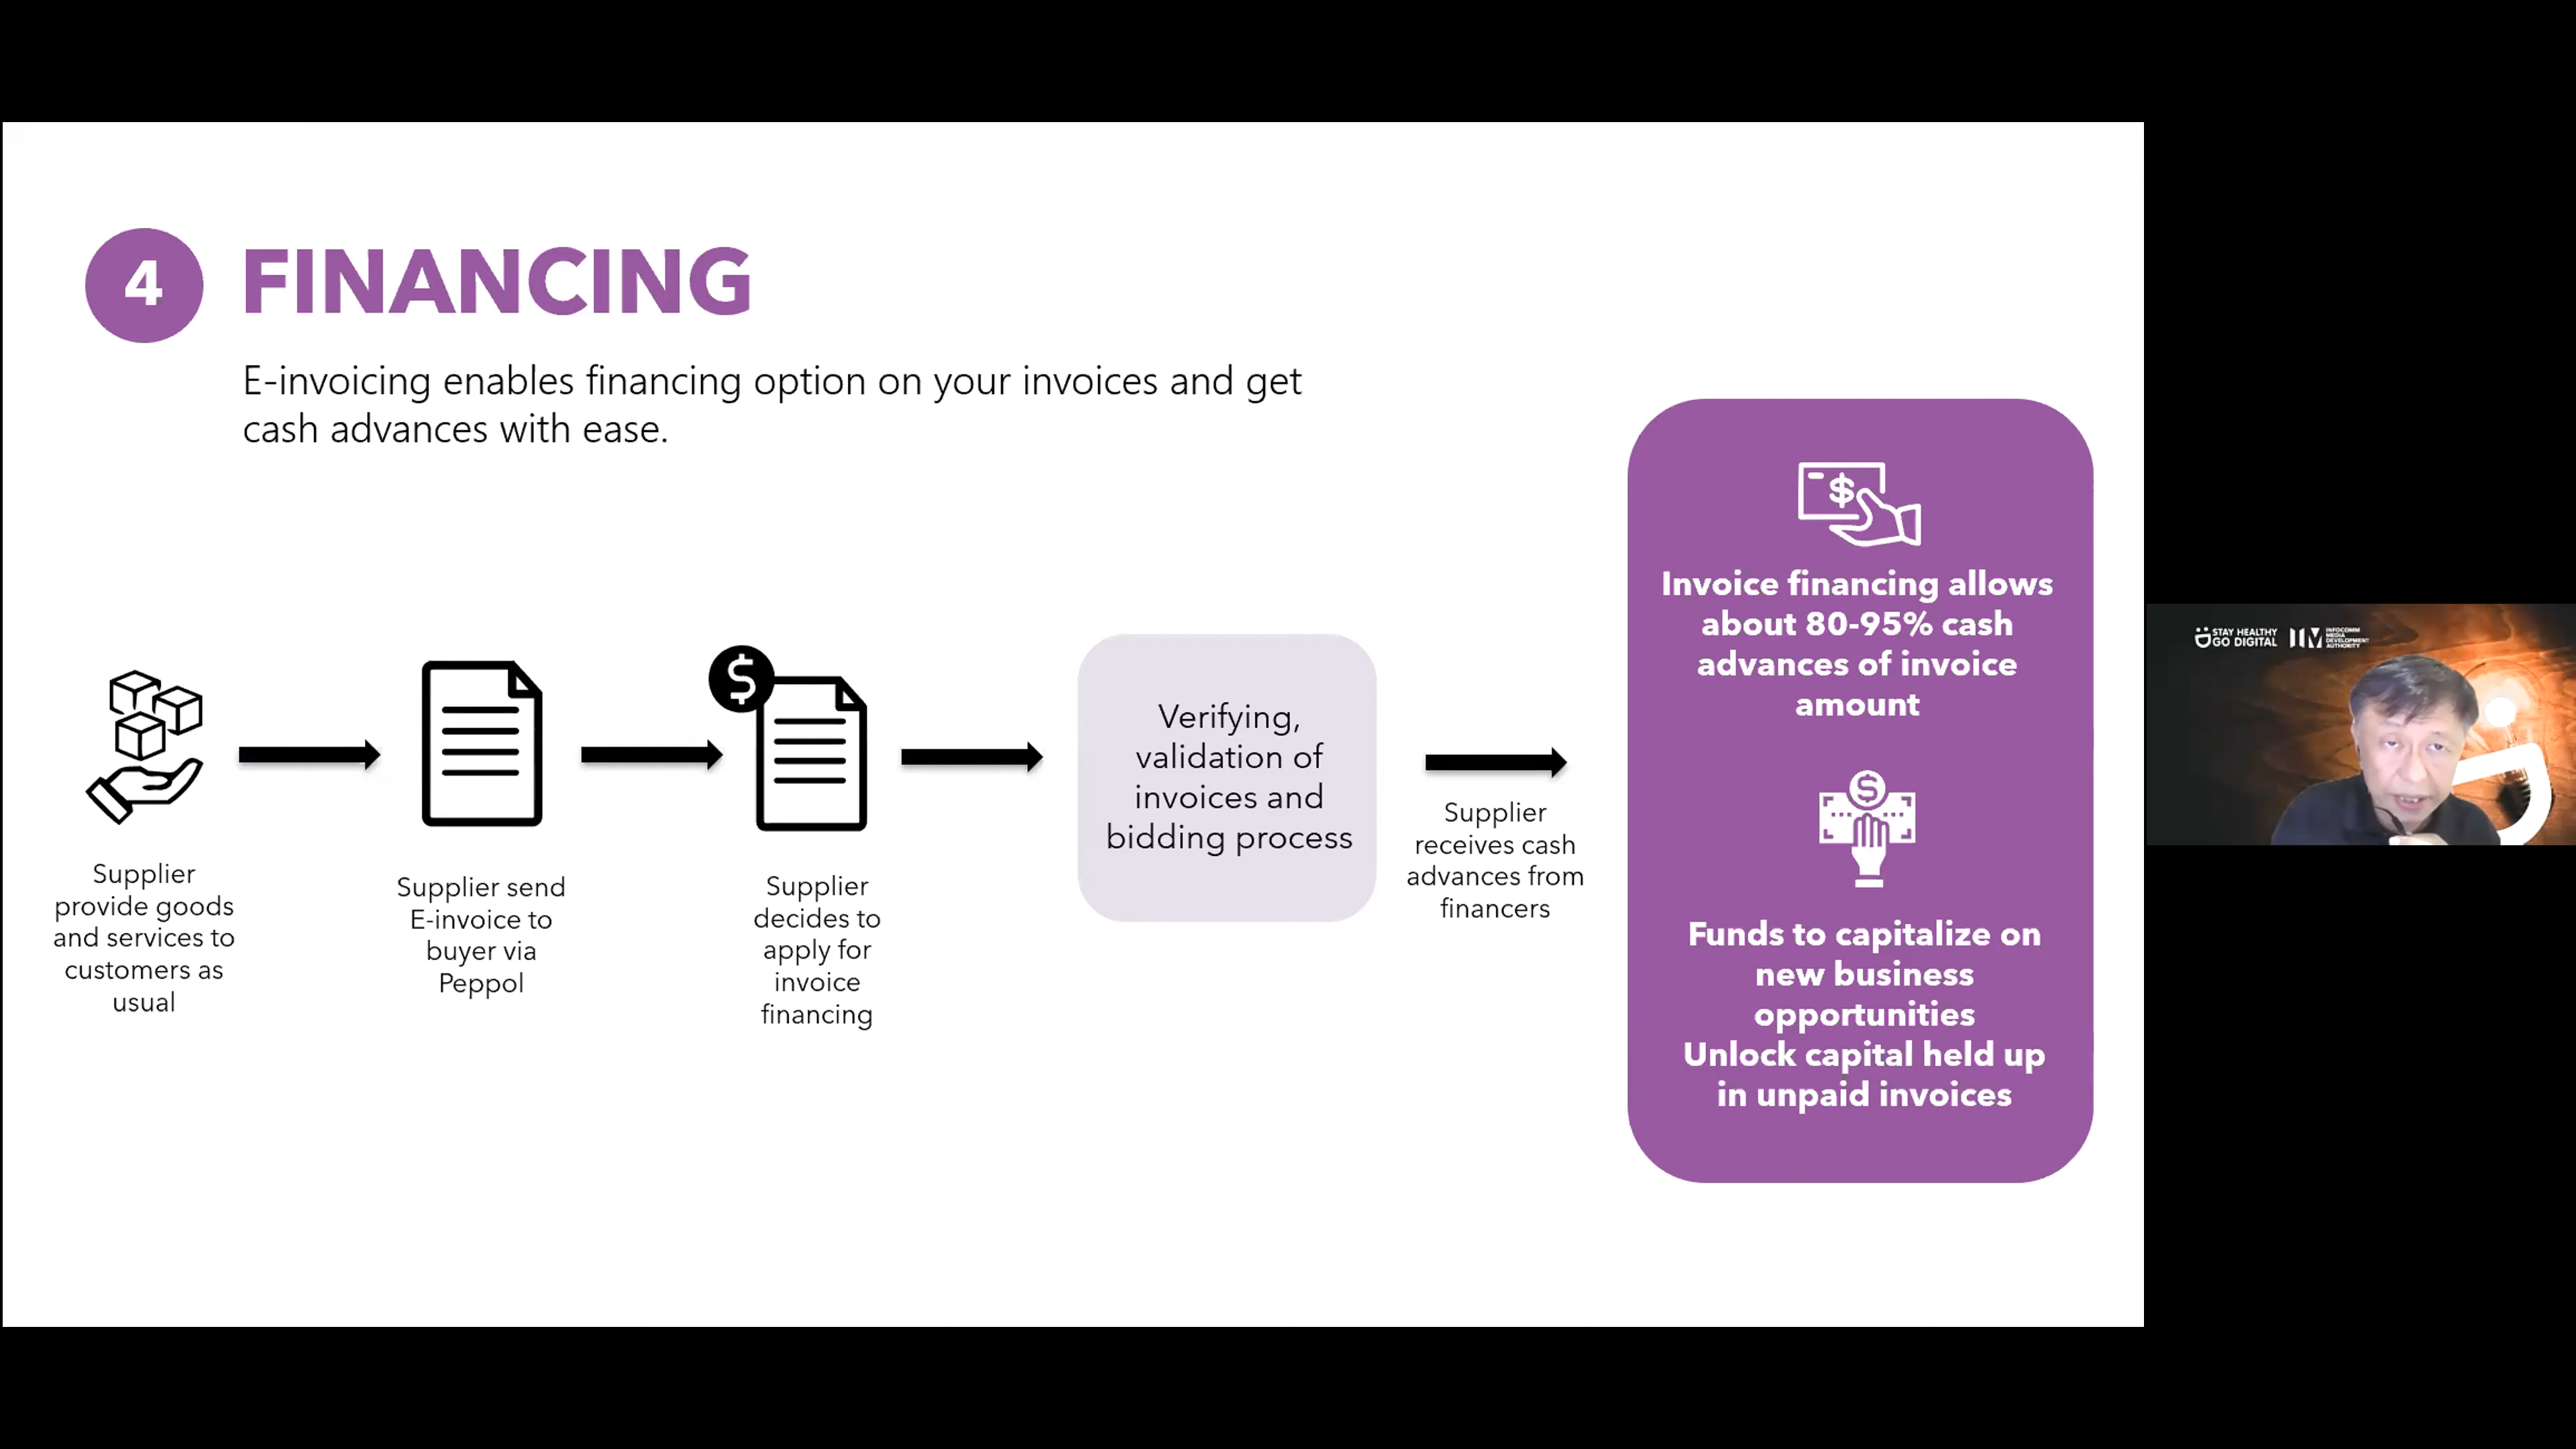 4
FINANCING
E-invoicing enables financing option on your invoices and get
cash advances with ease.
Supplier
provide goods
and services to
customers as
usual
Supplier send
E-invoice to
buyer via
Peppol
$
Supplier
decides to
apply for
invoice
financing
Verifying,
validation of
invoices and
bidding process
Supplier
receives cash
advances from
financers
$
Invoice financing allows
about 80-95% cash
advances of invoice
amount
$
Funds to capitalize on
new business
opportunities
Unlock capital held up
in unpaid invoices
STAY HEALTHY
GO DIGITAL
INFOCOMM
MEDIA
DEVELOPMENT
AUTHORITY